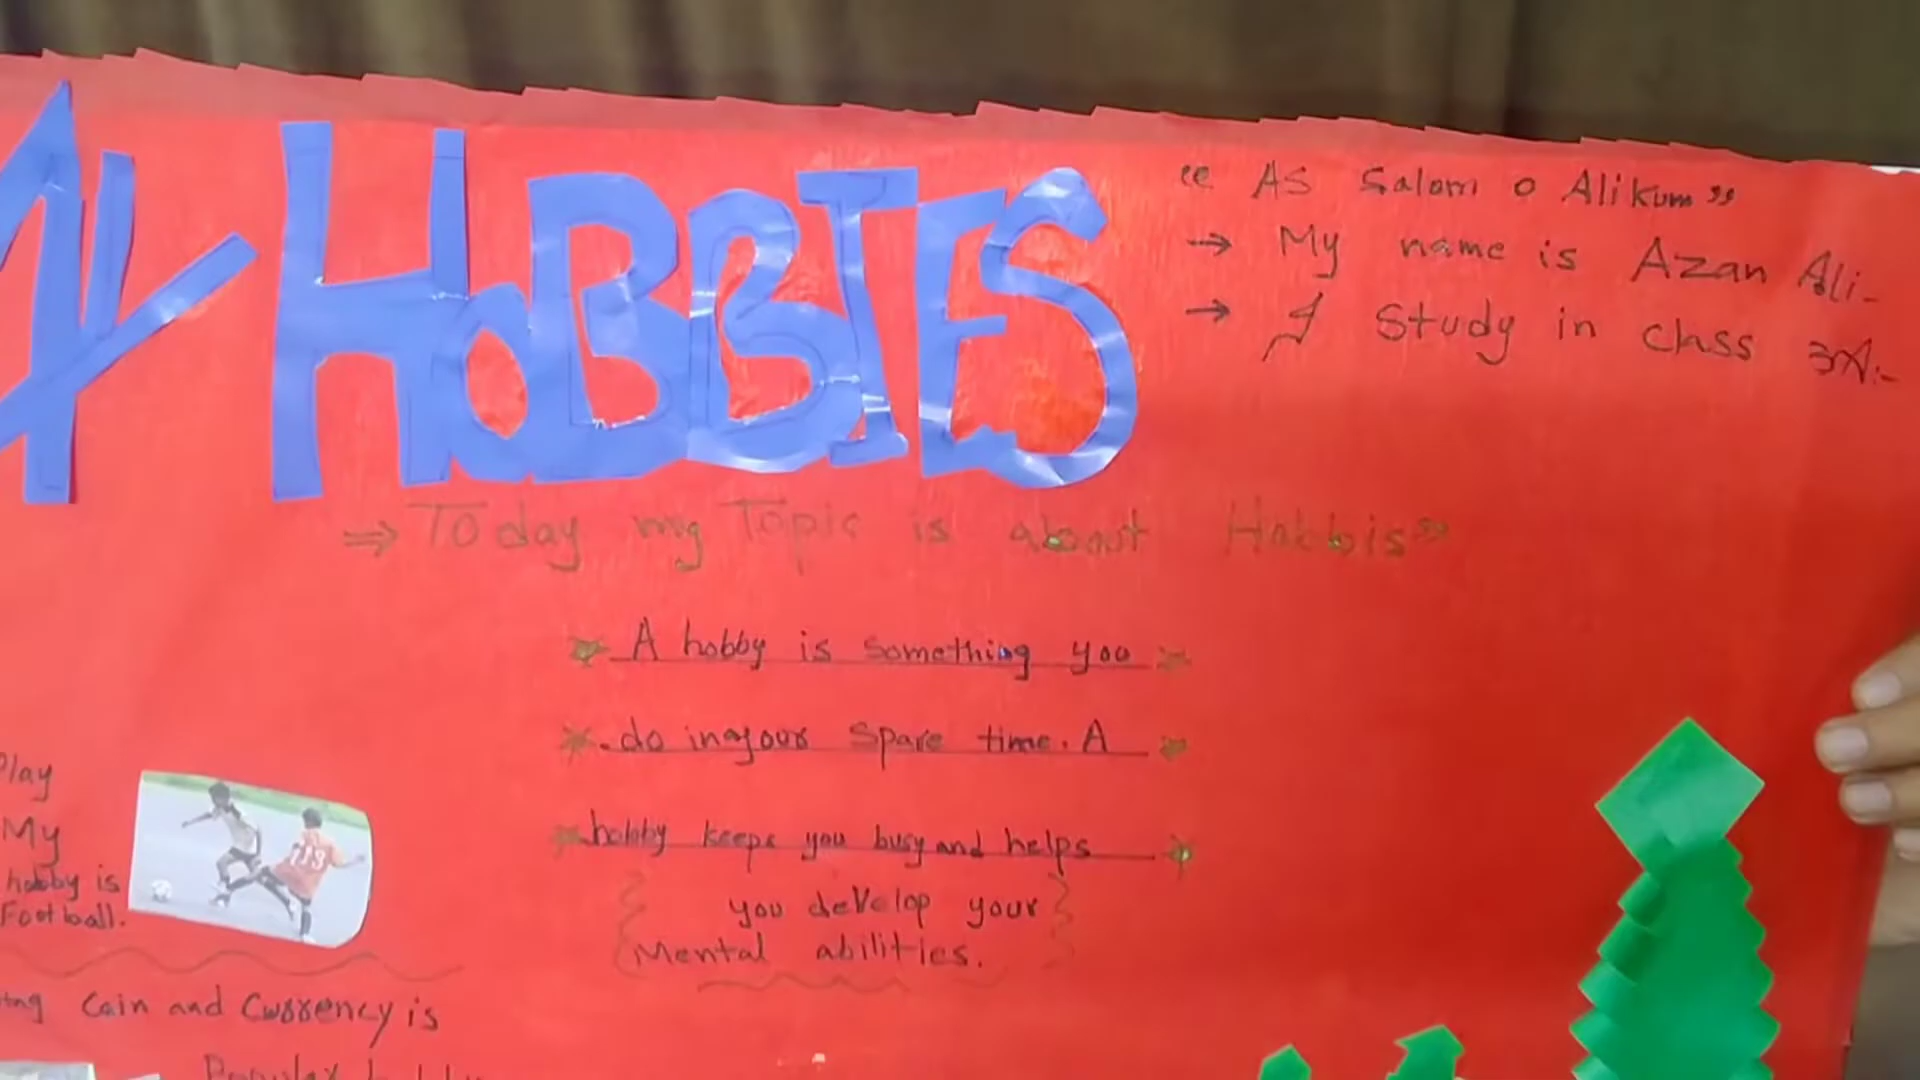 My HOBBIES
"As Salam o Alikum"
→ My name is Azan Ali.
→ I Study in class 3A.
⇒ Today my Topic is about Hobbis"
A hobby is something you
do in your spare time. A
hobby keeps you busy and helps
you develop your
Mental abilities.
Play
My
hobby is
Football.
Coin and Currency is